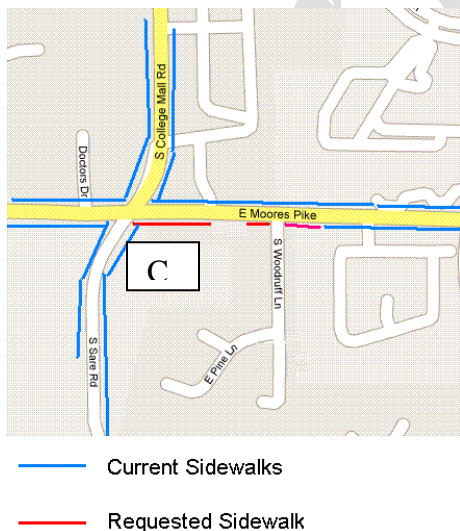 S College Mall Rd
Doctors Dr
E Moores Pike
C
S Woodruff Ln
E Pine Ln
S Sare Rd
Current Sidewalks
Requested Sidewalk